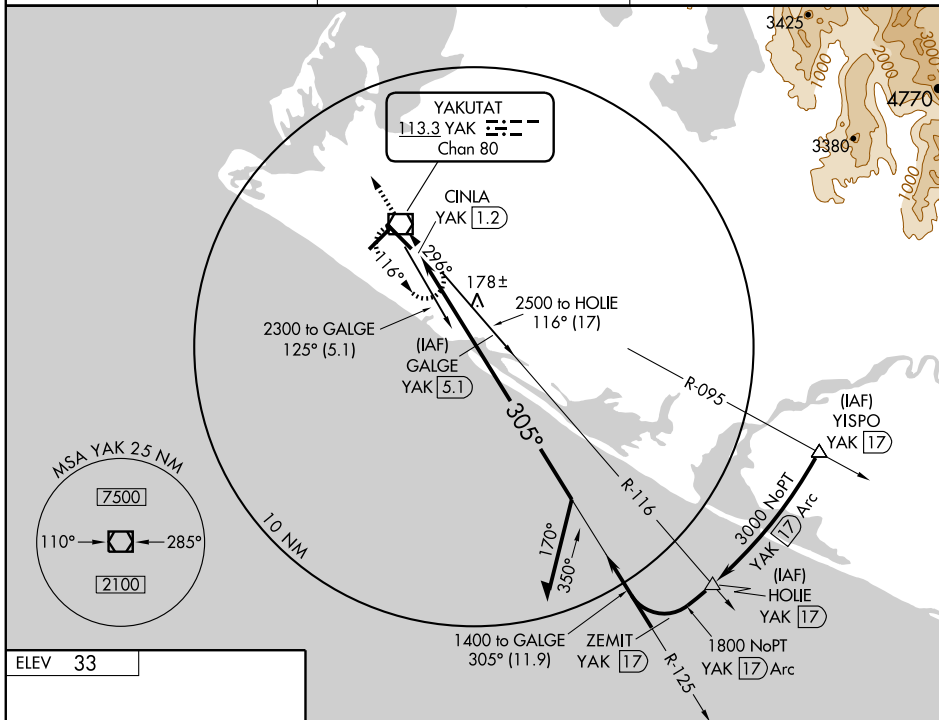 3425
3000
1000
2000
4770
3380
1000
YAKUTAT
113.3 YAK
Chan 80
CINLA
YAK 1.2
296°
116°
178±
2500 to HOLIE
116° (17)
2300 to GALGE
125° (5.1)
(IAF)
GALGE
YAK 5.1
R-095
(IAF)
YISPO
YAK 17
305°
R-116
3000 NoPT
YAK 17 Arc
MSA YAK 25 NM
7500
110°
285°
2100
10 NM
170°
350°
(IAF)
HOLIE
YAK 17
1400 to GALGE
305° (11.9)
ZEMIT
YAK 17
1800 NoPT
YAK 17 Arc
R-125
ELEV 33